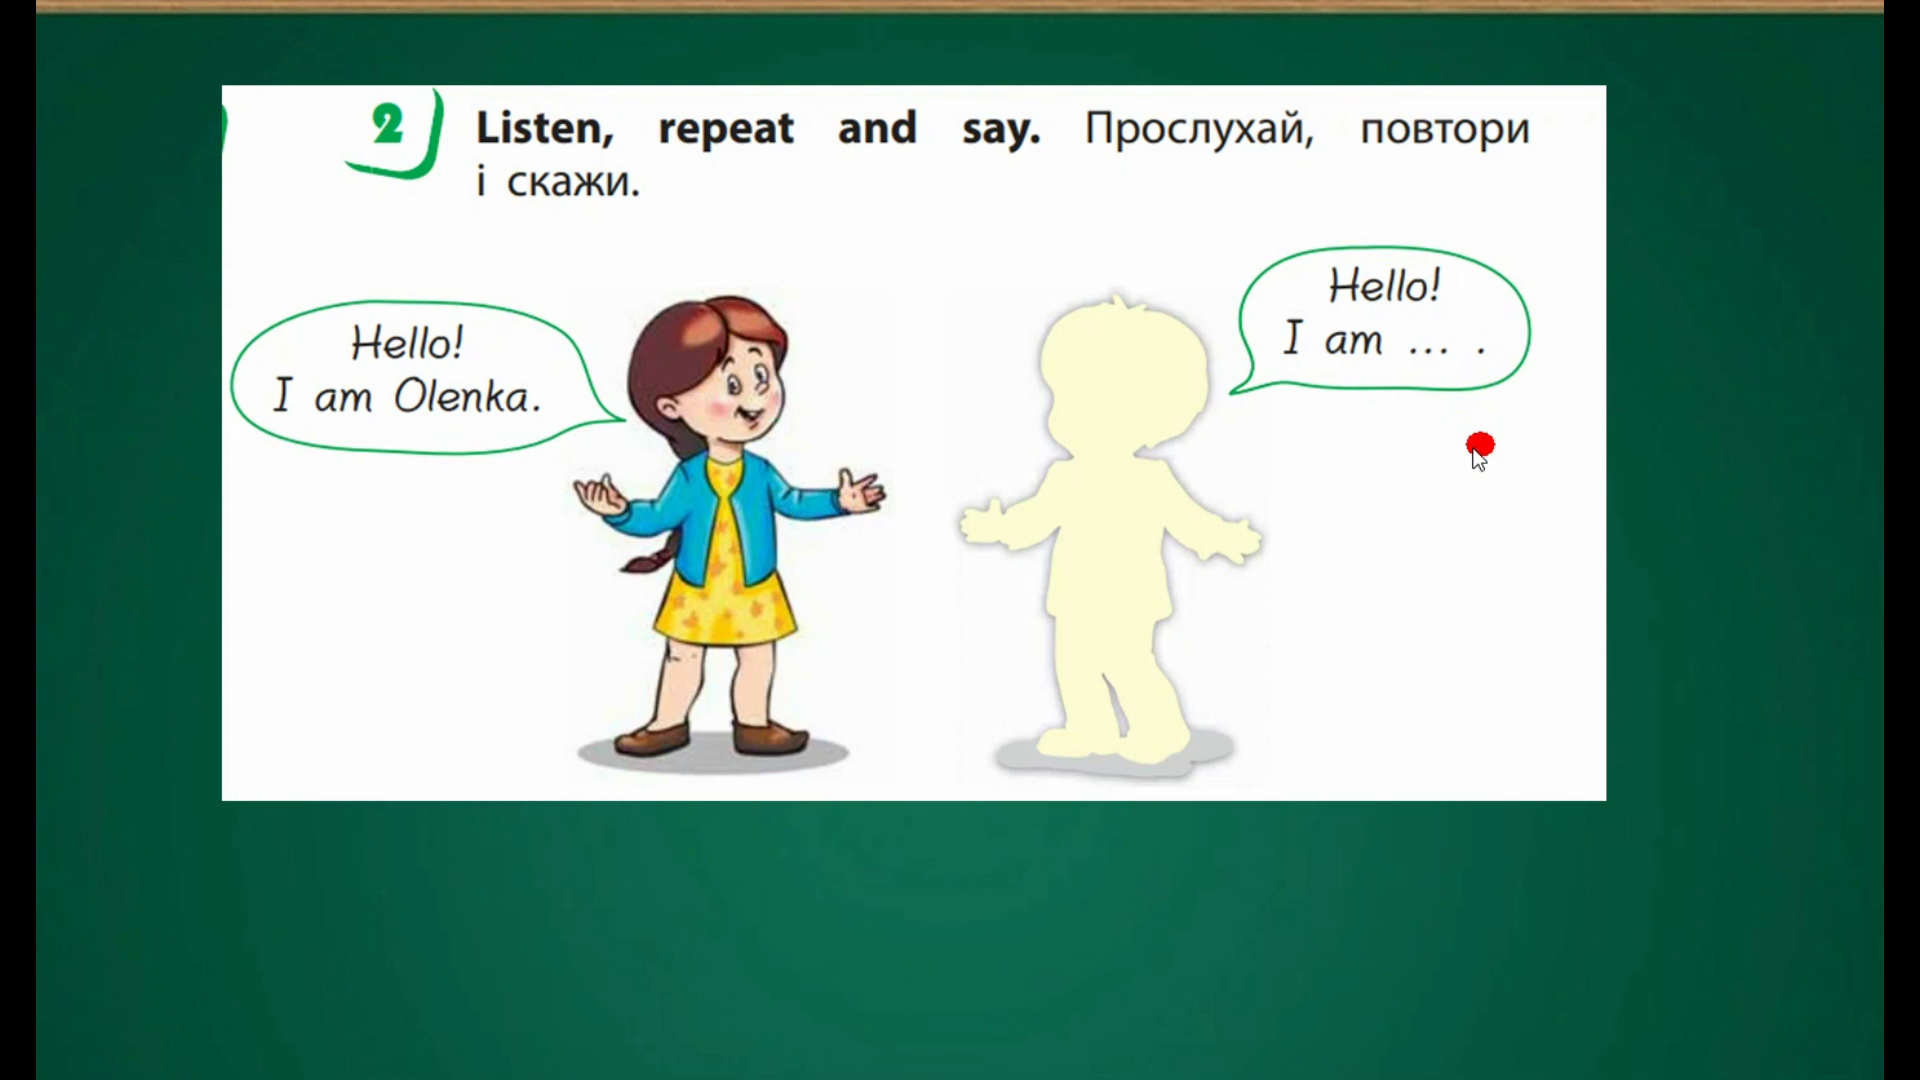 2
Listen, repeat and say. Прослухай, повтори
і скажи.
Hello!
I am Olenka.
Hello!
I am ... .